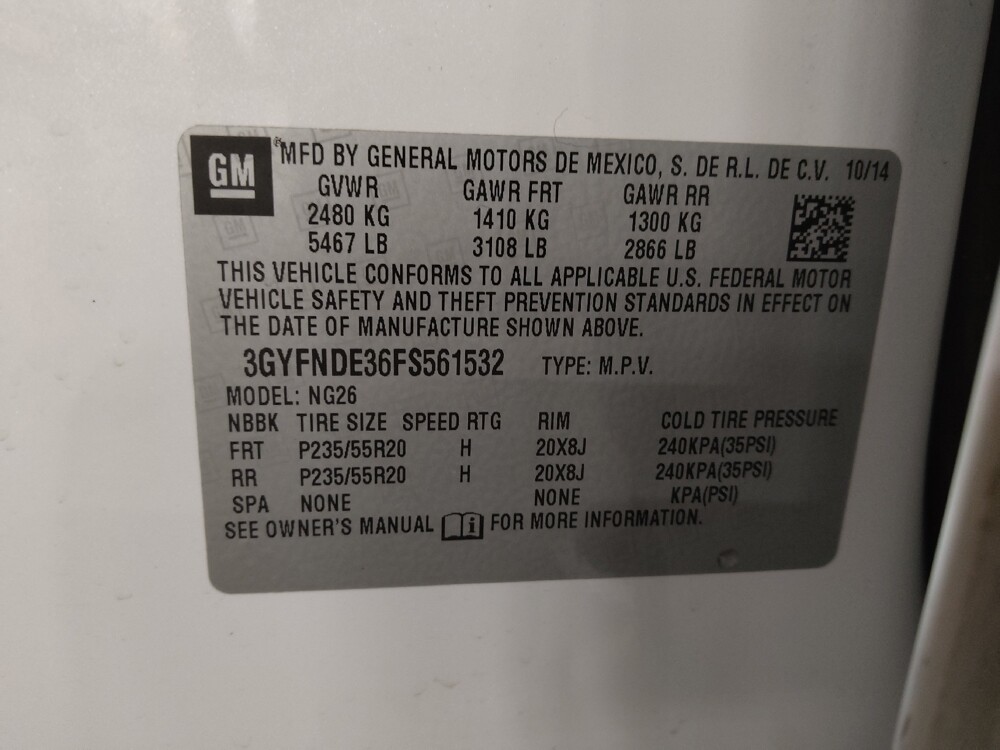 GM
MFD BY GENERAL MOTORS DE MEXICO, S. DE R.L. DE C.V. 10/14
GVWR GAWR FRT GAWR RR
2480 KG 1410 KG 1300 KG
5467 LB 3108 LB 2866 LB
THIS VEHICLE CONFORMS TO ALL APPLICABLE U.S. FEDERAL MOTOR
VEHICLE SAFETY AND THEFT PREVENTION STANDARDS IN EFFECT ON
THE DATE OF MANUFACTURE SHOWN ABOVE.
3GYFNDE36FS561532 TYPE: M.P.V.
MODEL: NG26
NBBK TIRE SIZE SPEED RTG RIM COLD TIRE PRESSURE
FRT P235/55R20 H 20X8J 240KPA(35PSI)
RR P235/55R20 H 20X8J 240KPA(35PSI)
SPA NONE NONE KPA(PSI)
SEE OWNER'S MANUAL i FOR MORE INFORMATION.